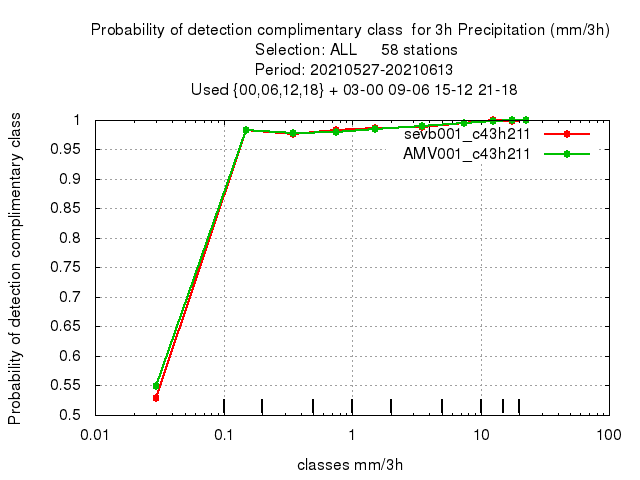 Probability of detection complimentary class  for 3h Precipitation (mm/3h)
Selection: ALL     58 stations
Period: 20210527-20210613
Used {00,06,12,18} + 03-00 09-06 15-12 21-18
Probability of detection complimentary class
1
0.95
0.9
0.85
0.8
0.75
0.7
0.65
0.6
0.55
0.5
sevb001_c43h211
AMV001_c43h211
0.01 0.1 1 10 100
classes mm/3h